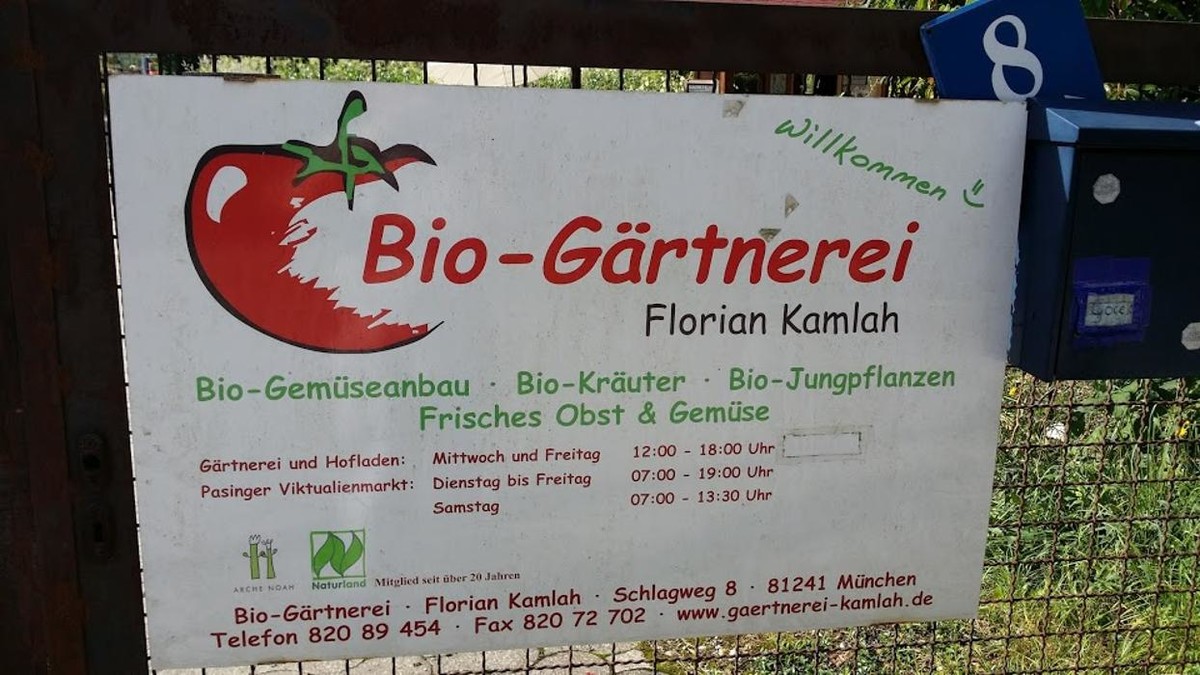 8
Willkommen
Bio-Gärtnerei
Florian Kamlah
Bio-Gemüseanbau · Bio-Kräuter · Bio-Jungpflanzen
Frisches Obst & Gemüse
Gärtnerei und Hofladen: Mittwoch und Freitag 12:00 - 18:00 Uhr
Pasinger Viktualienmarkt: Dienstag bis Freitag 07:00 - 19:00 Uhr
Samstag 07:00 - 13:30 Uhr
ARCHE NOAH
Naturland
Mitglied seit über 20 Jahren
Bio-Gärtnerei · Florian Kamlah · Schlagweg 8 · 81241 München
Telefon 820 89 454 · Fax 820 72 702 · www.gaertnerei-kamlah.de